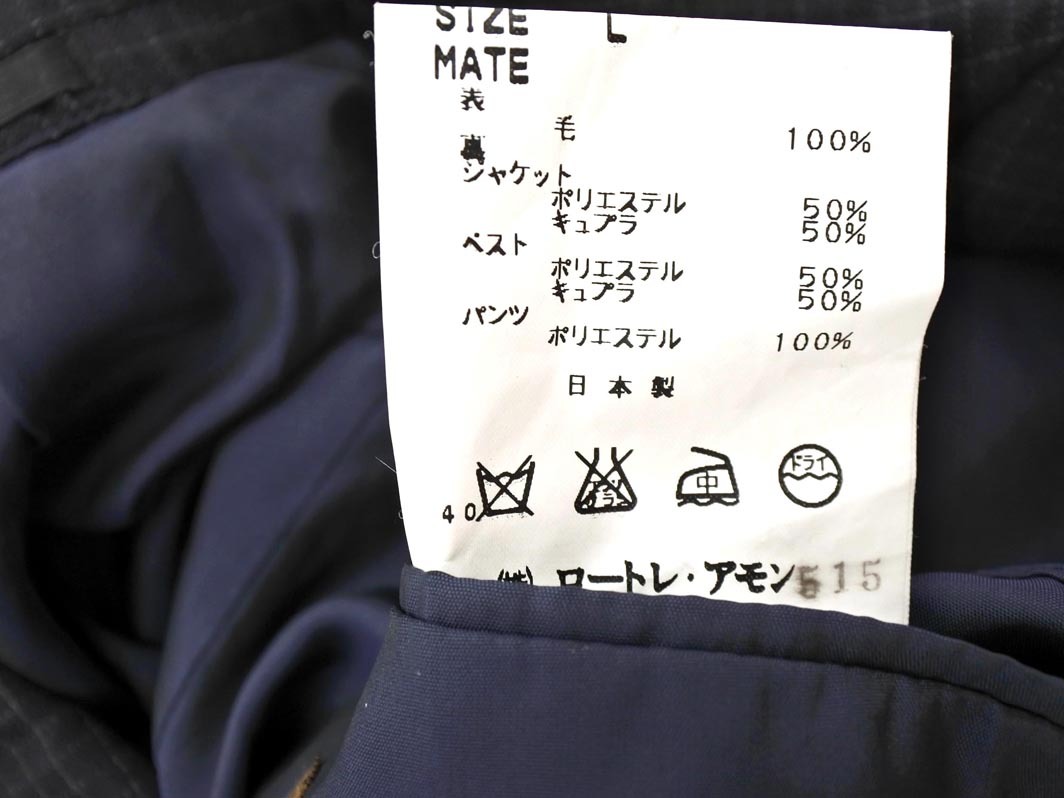 SIZE L
MATE
表
毛 100%
裏
ジャケット
ポリエステル 50%
キュプラ 50%
ベスト
ポリエステル 50%
キュプラ 50%
パンツ
ポリエステル 100%
日本製
40 中 ドライ
(株) ロートレ・アモン 515